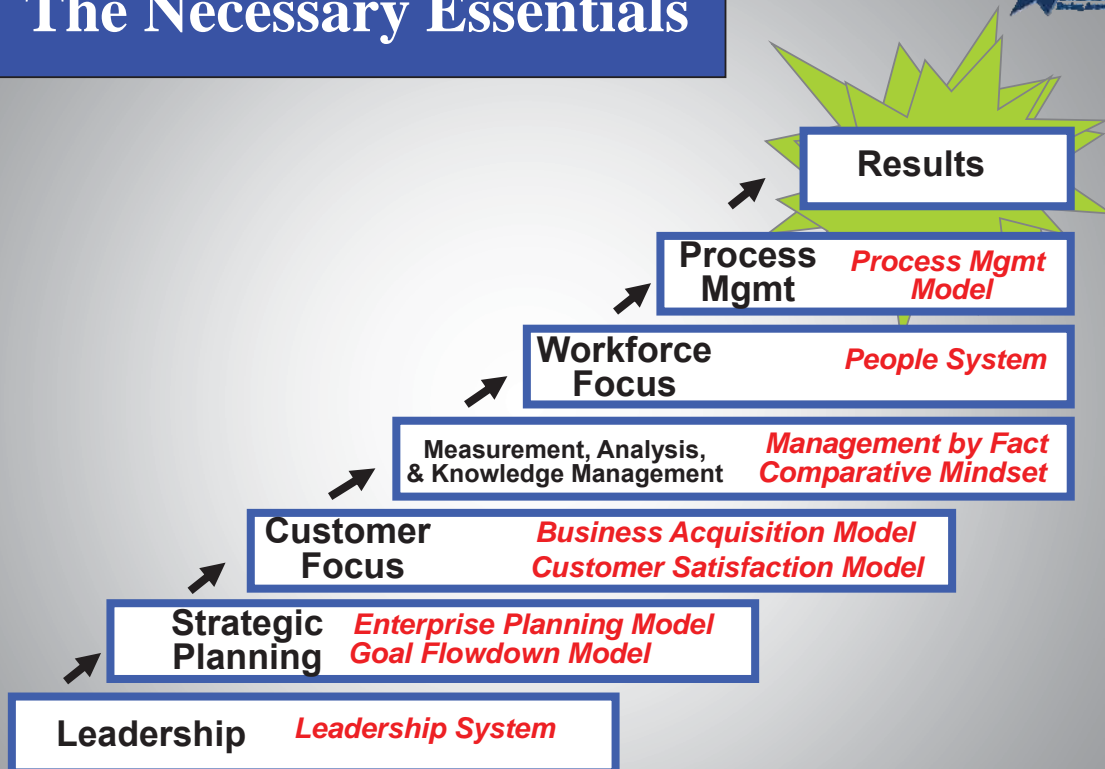 The Necessary Essentials
Results
Process
Mgmt
Process Mgmt
Model
Workforce
Focus
People System
Measurement, Analysis,
& Knowledge Management
Management by Fact
Comparative Mindset
Customer
Focus
Business Acquisition Model
Customer Satisfaction Model
Strategic
Planning
Enterprise Planning Model
Goal Flowdown Model
Leadership
Leadership System